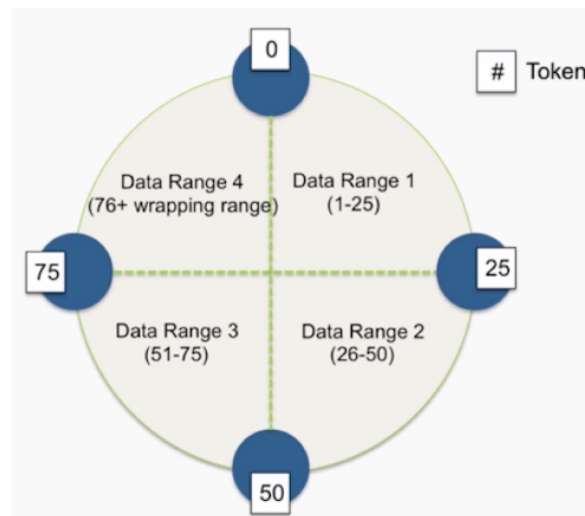 0
# Token
Data Range 4
(76+ wrapping range)
Data Range 1
(1-25)
75
25
Data Range 3
(51-75)
Data Range 2
(26-50)
50